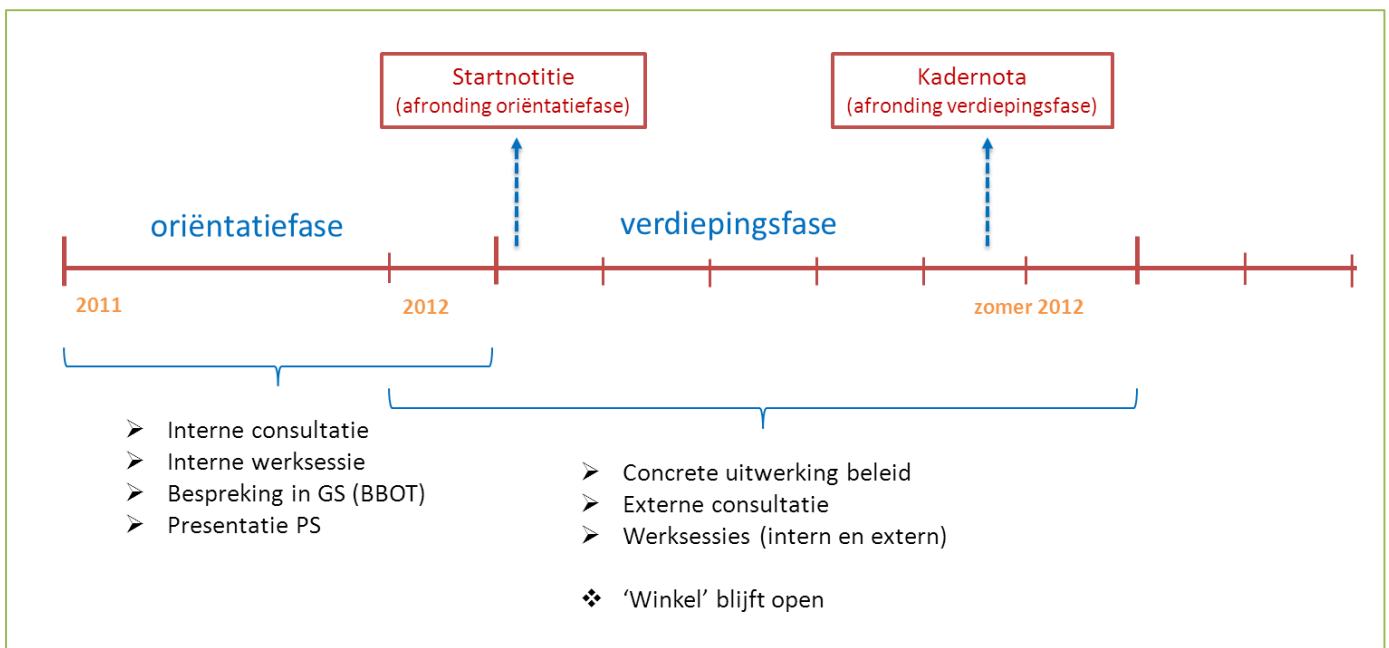 Startnotitie
(afronding oriëntatiefase)
Kadernota
(afronding verdiepingsfase)
oriëntatiefase
verdiepingsfase
2011
2012
zomer 2012
Interne consultatie
Interne werksessie
Bespreking in GS (BBOT)
Presentatie PS
Concrete uitwerking beleid
Externe consultatie
Werksessies (intern en extern)
‘Winkel’ blijft open